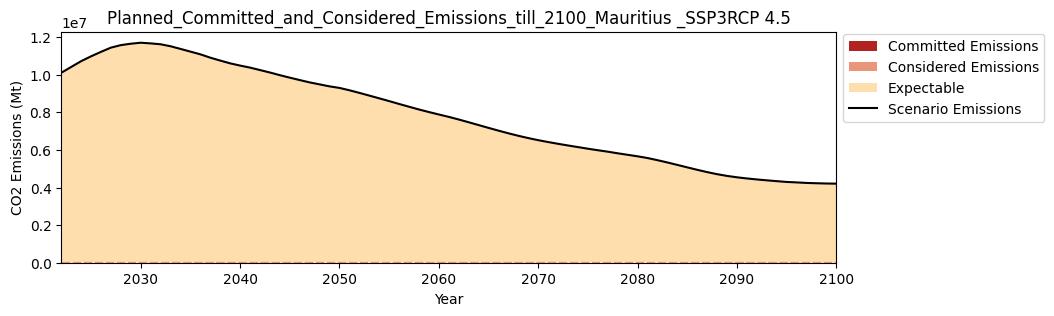 Planned_Committed_and_Considered_Emissions_till_2100_Mauritius _SSP3RCP 4.5
1e7
1.2
1.0
0.8
0.6
0.4
0.2
0.0
CO2 Emissions (Mt)
2030 2040 2050 2060 2070 2080 2090 2100
Year
Committed Emissions
Considered Emissions
Expectable
Scenario Emissions